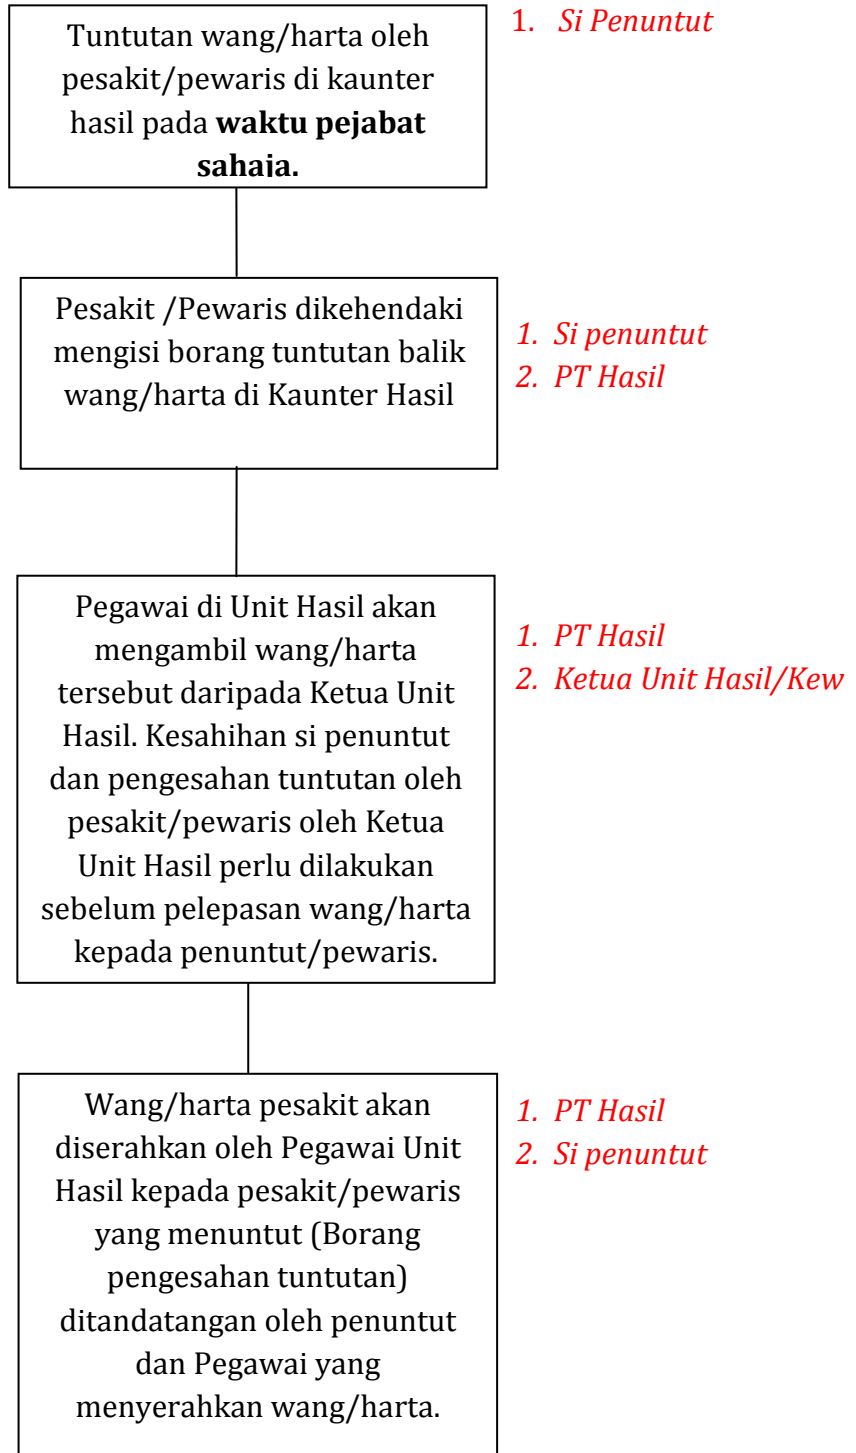 Tuntutan wang/harta oleh
pesakit/pewaris di kaunter
hasil pada waktu pejabat
sahaja.
1. Si Penuntut
Pesakit /Pewaris dikehendaki
mengisi borang tuntutan balik
wang/harta di Kaunter Hasil
1. Si penuntut
2. PT Hasil
Pegawai di Unit Hasil akan
mengambil wang/harta
tersebut daripada Ketua Unit
Hasil. Kesahihan si penuntut
dan pengesahan tuntutan oleh
pesakit/pewaris oleh Ketua
Unit Hasil perlu dilakukan
sebelum pelepasan wang/harta
kepada penuntut/pewaris.
1. PT Hasil
2. Ketua Unit Hasil/Kew
Wang/harta pesakit akan
diserahkan oleh Pegawai Unit
Hasil kepada pesakit/pewaris
yang menuntut (Borang
pengesahan tuntutan)
ditandatangan oleh penuntut
dan Pegawai yang
menyerahkan wang/harta.
1. PT Hasil
2. Si penuntut